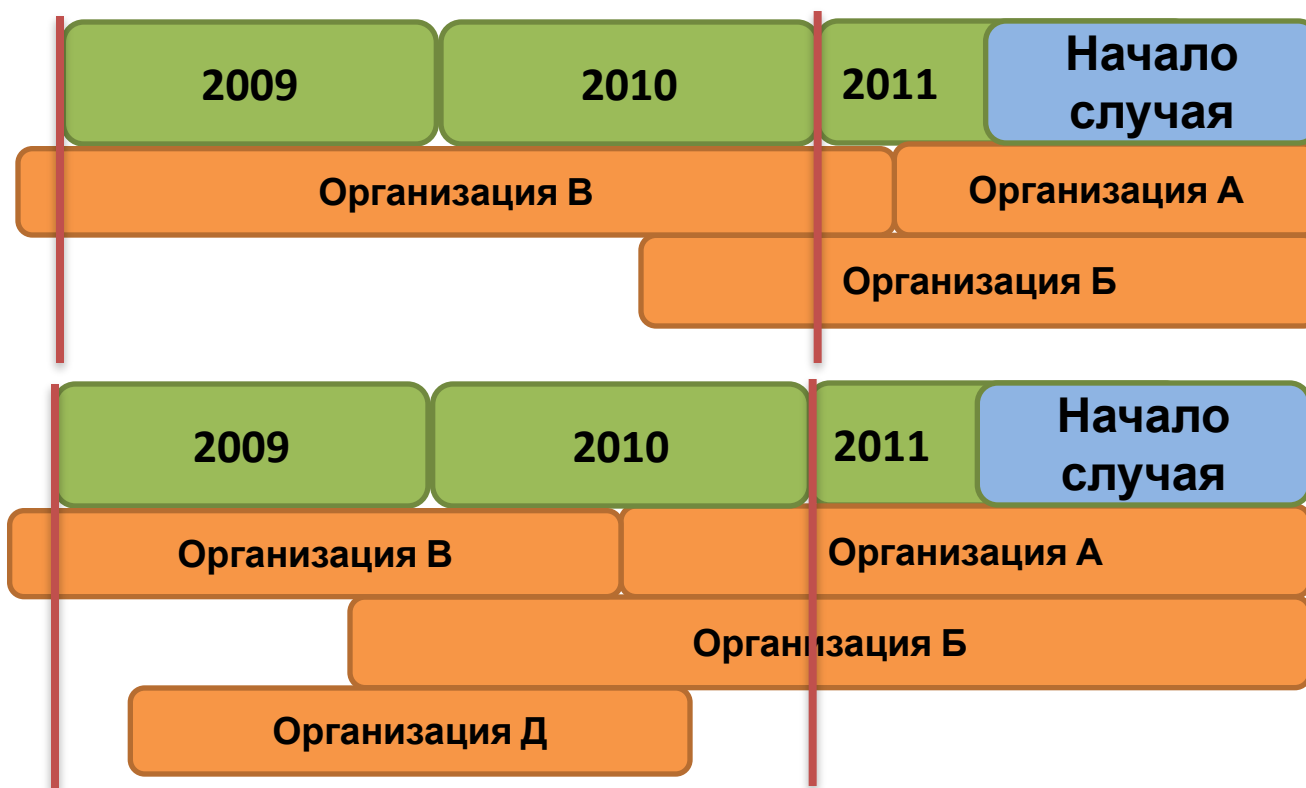 2009 2010 2011 Начало
случая
Организация В Организация А
Организация Б
2009 2010 2011 Начало
случая
Организация В Организация А
Организация Б
Организация Д